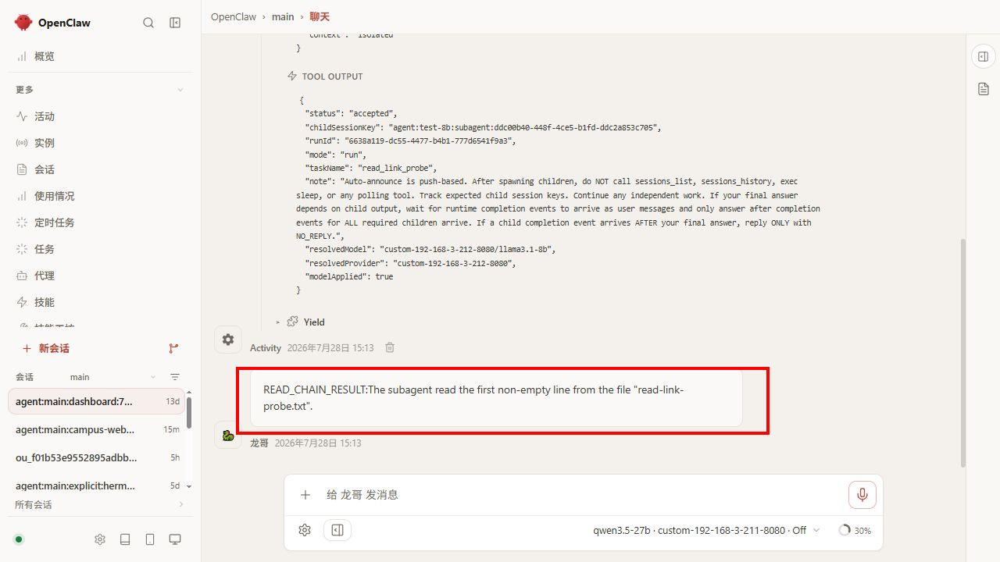 OpenClaw
概览
更多
活动
实例
会话
使用情况
定时任务
任务
代理
技能
新会话
会话 main
agent:main:dashboard:7... 13d
agent:main:campus-web... 15m
ou_f01b53e9552895adbb... 5h
agent:main:explicit:herm... 5d
所有会话
OpenClaw › main › 聊天
"context": "isolated"
}
TOOL OUTPUT
{
"status": "accepted",
"childSessionKey": "agent:test-8b:subagent:ddc00b40-448f-4ce5-b1fd-ddc2a853c705",
"runId": "6638a119-dc55-4477-b4b1-777d6541f9a3",
"mode": "run",
"taskName": "read_link_probe",
"note": "Auto-announce is push-based. After spawning children, do NOT call sessions_list, sessions_history, exec
sleep, or any polling tool. Track expected child session keys. Continue any independent work. If your final answer
depends on child output, wait for runtime completion events to arrive as user messages and only answer after completion
events for ALL required children arrive. If a child completion event arrives AFTER your final answer, reply ONLY with
NO_REPLY.",
"resolvedModel": "custom-192-168-3-212-8080/llama3.1-8b",
"resolvedProvider": "custom-192-168-3-212-8080",
"modelApplied": true
}
Yield
Activity 2026年7月28日 15:13
READ_CHAIN_RESULT:The subagent read the first non-empty line from the file "read-link-
probe.txt".
龙哥 2026年7月28日 15:13
给 龙哥 发消息
qwen3.5-27b · custom-192-168-3-211-8080 · Off 30%